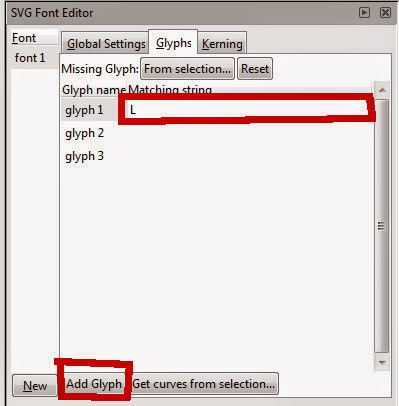 SVG Font Editor
Font
font 1
Global Settings Glyphs Kerning
Missing Glyph: From selection... Reset
Glyph name Matching string
glyph 1 L
glyph 2
glyph 3
New Add Glyph Get curves from selection...